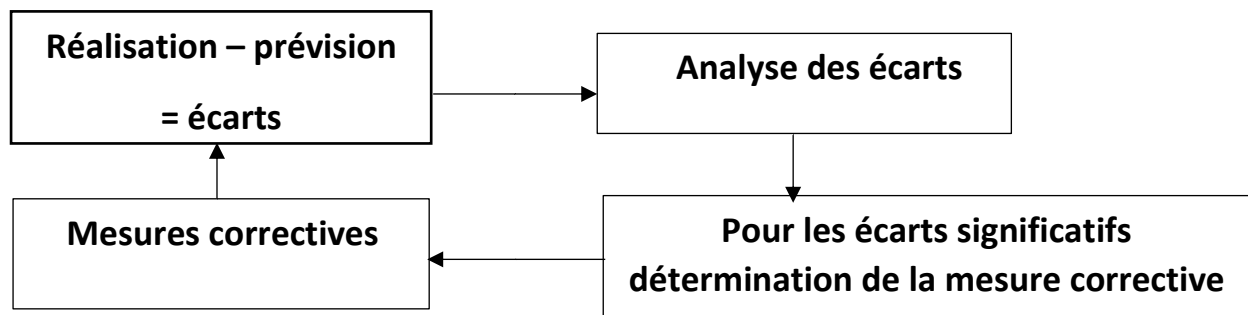 Réalisation – prévision
= écarts
Analyse des écarts
Pour les écarts significatifs
détermination de la mesure corrective
Mesures correctives